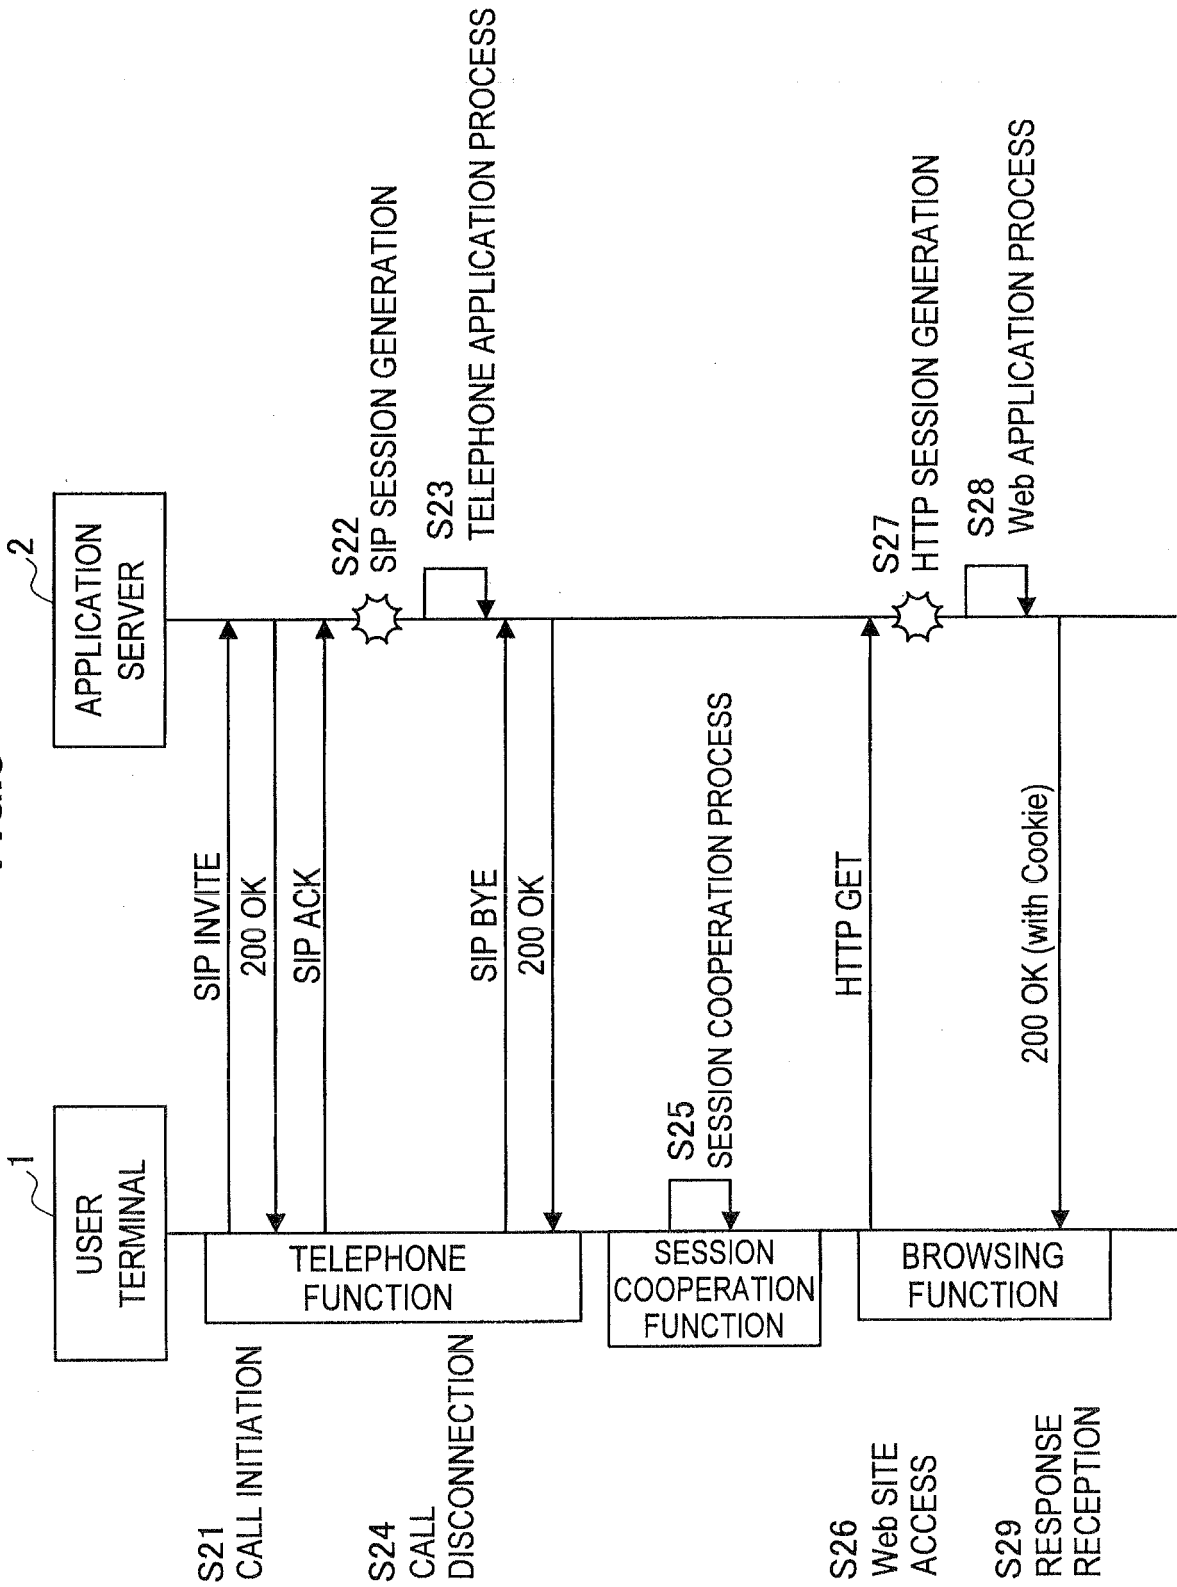 1
USER
TERMINAL
2
APPLICATION
SERVER
S21
CALL INITIATION
SIP INVITE
200 OK
SIP ACK
S22
SIP SESSION GENERATION
TELEPHONE
FUNCTION
S23
TELEPHONE APPLICATION PROCESS
S24
CALL
DISCONNECTION
SIP BYE
200 OK
SESSION
COOPERATION
FUNCTION
S25
SESSION COOPERATION PROCESS
S26
Web SITE
ACCESS
HTTP GET
S27
HTTP SESSION GENERATION
BROWSING
FUNCTION
S28
Web APPLICATION PROCESS
S29
RESPONSE
RECEPTION
200 OK (with Cookie)